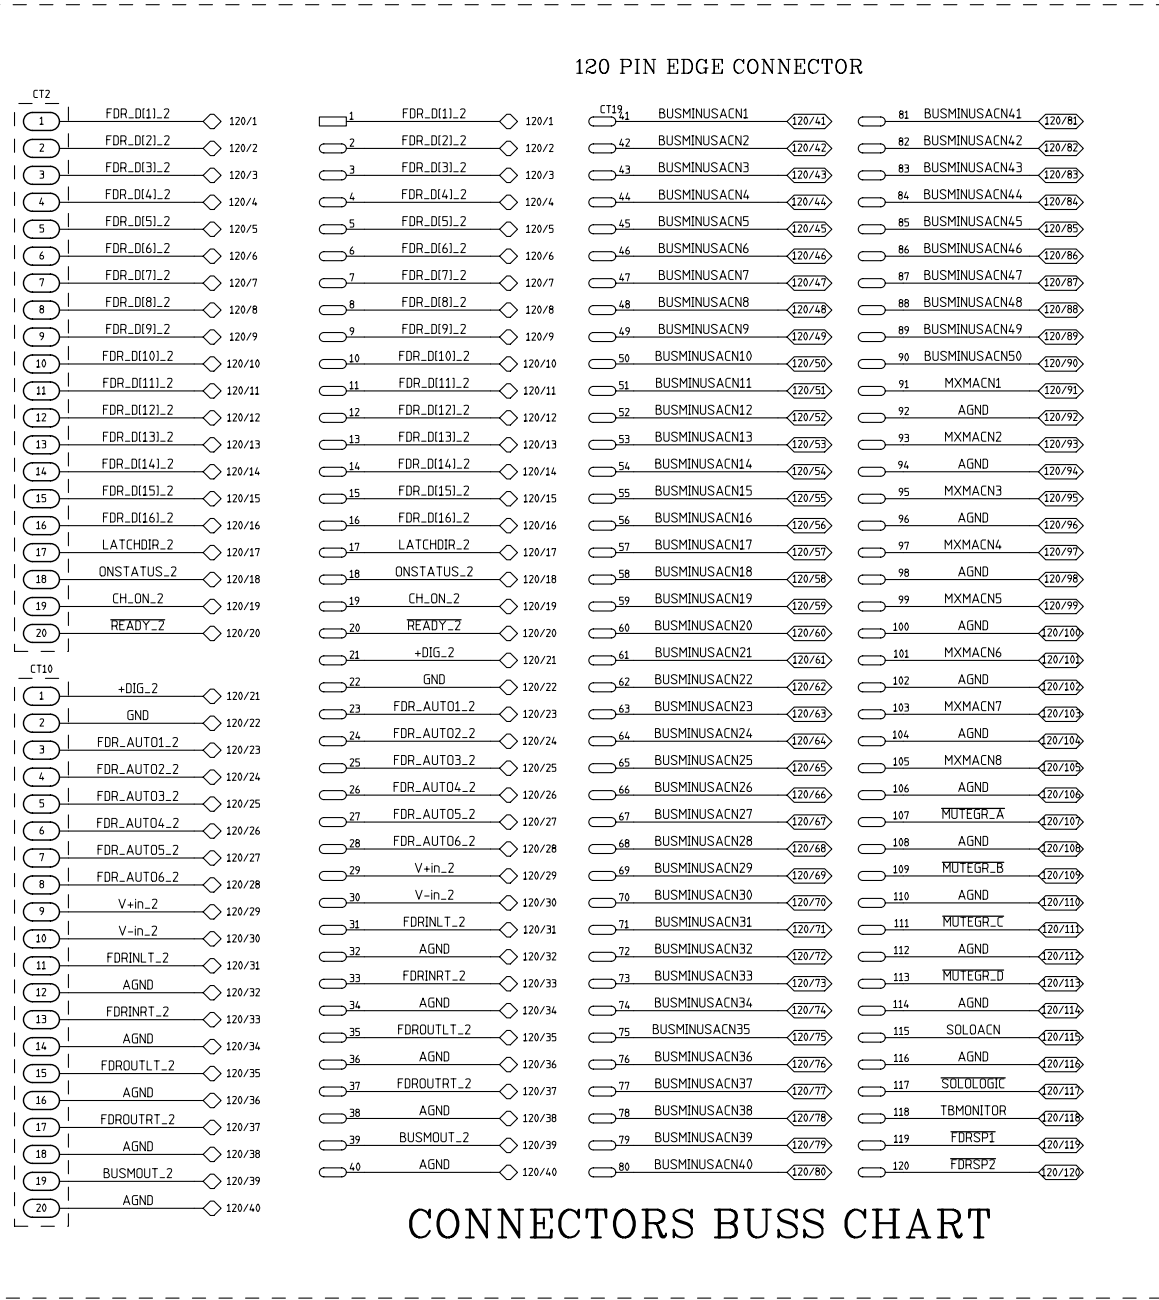 120 PIN EDGE CONNECTOR
CT2
1 FDR_D[1]_2 120/1
2 FDR_D[2]_2 120/2
3 FDR_D[3]_2 120/3
4 FDR_D[4]_2 120/4
5 FDR_D[5]_2 120/5
6 FDR_D[6]_2 120/6
7 FDR_D[7]_2 120/7
8 FDR_D[8]_2 120/8
9 FDR_D[9]_2 120/9
10 FDR_D[10]_2 120/10
11 FDR_D[11]_2 120/11
12 FDR_D[12]_2 120/12
13 FDR_D[13]_2 120/13
14 FDR_D[14]_2 120/14
15 FDR_D[15]_2 120/15
16 FDR_D[16]_2 120/16
17 LATCHDIR_2 120/17
18 ONSTATUS_2 120/18
19 CH_ON_2 120/19
20 READY_2 120/20
CT10
1 +DIG_2 120/21
2 GND 120/22
3 FDR_AUTO1_2 120/23
4 FDR_AUTO2_2 120/24
5 FDR_AUTO3_2 120/25
6 FDR_AUTO4_2 120/26
7 FDR_AUTO5_2 120/27
8 FDR_AUTO6_2 120/28
9 V+in_2 120/29
10 V-in_2 120/30
11 FDRINLT_2 120/31
12 AGND 120/32
13 FDRINRT_2 120/33
14 AGND 120/34
15 FDROUTLT_2 120/35
16 AGND 120/36
17 FDROUTRT_2 120/37
18 AGND 120/38
19 BUSMOUT_2 120/39
20 AGND 120/40
1 FDR_D[1]_2 120/1
2 FDR_D[2]_2 120/2
3 FDR_D[3]_2 120/3
4 FDR_D[4]_2 120/4
5 FDR_D[5]_2 120/5
6 FDR_D[6]_2 120/6
7 FDR_D[7]_2 120/7
8 FDR_D[8]_2 120/8
9 FDR_D[9]_2 120/9
10 FDR_D[10]_2 120/10
11 FDR_D[11]_2 120/11
12 FDR_D[12]_2 120/12
13 FDR_D[13]_2 120/13
14 FDR_D[14]_2 120/14
15 FDR_D[15]_2 120/15
16 FDR_D[16]_2 120/16
17 LATCHDIR_2 120/17
18 ONSTATUS_2 120/18
19 CH_ON_2 120/19
20 READY_2 120/20
21 +DIG_2 120/21
22 GND 120/22
23 FDR_AUTO1_2 120/23
24 FDR_AUTO2_2 120/24
25 FDR_AUTO3_2 120/25
26 FDR_AUTO4_2 120/26
27 FDR_AUTO5_2 120/27
28 FDR_AUTO6_2 120/28
29 V+in_2 120/29
30 V-in_2 120/30
31 FDRINLT_2 120/31
32 AGND 120/32
33 FDRINRT_2 120/33
34 AGND 120/34
35 FDROUTLT_2 120/35
36 AGND 120/36
37 FDROUTRT_2 120/37
38 AGND 120/38
39 BUSMOUT_2 120/39
40 AGND 120/40
CT19
41 BUSMINUSACN1 120/41
42 BUSMINUSACN2 120/42
43 BUSMINUSACN3 120/43
44 BUSMINUSACN4 120/44
45 BUSMINUSACN5 120/45
46 BUSMINUSACN6 120/46
47 BUSMINUSACN7 120/47
48 BUSMINUSACN8 120/48
49 BUSMINUSACN9 120/49
50 BUSMINUSACN10 120/50
51 BUSMINUSACN11 120/51
52 BUSMINUSACN12 120/52
53 BUSMINUSACN13 120/53
54 BUSMINUSACN14 120/54
55 BUSMINUSACN15 120/55
56 BUSMINUSACN16 120/56
57 BUSMINUSACN17 120/57
58 BUSMINUSACN18 120/58
59 BUSMINUSACN19 120/59
60 BUSMINUSACN20 120/60
61 BUSMINUSACN21 120/61
62 BUSMINUSACN22 120/62
63 BUSMINUSACN23 120/63
64 BUSMINUSACN24 120/64
65 BUSMINUSACN25 120/65
66 BUSMINUSACN26 120/66
67 BUSMINUSACN27 120/67
68 BUSMINUSACN28 120/68
69 BUSMINUSACN29 120/69
70 BUSMINUSACN30 120/70
71 BUSMINUSACN31 120/71
72 BUSMINUSACN32 120/72
73 BUSMINUSACN33 120/73
74 BUSMINUSACN34 120/74
75 BUSMINUSACN35 120/75
76 BUSMINUSACN36 120/76
77 BUSMINUSACN37 120/77
78 BUSMINUSACN38 120/78
79 BUSMINUSACN39 120/79
80 BUSMINUSACN40 120/80
81 BUSMINUSACN41 120/81
82 BUSMINUSACN42 120/82
83 BUSMINUSACN43 120/83
84 BUSMINUSACN44 120/84
85 BUSMINUSACN45 120/85
86 BUSMINUSACN46 120/86
87 BUSMINUSACN47 120/87
88 BUSMINUSACN48 120/88
89 BUSMINUSACN49 120/89
90 BUSMINUSACN50 120/90
91 MXMACN1 120/91
92 AGND 120/92
93 MXMACN2 120/93
94 AGND 120/94
95 MXMACN3 120/95
96 AGND 120/96
97 MXMACN4 120/97
98 AGND 120/98
99 MXMACN5 120/99
100 AGND 120/100
101 MXMACN6 120/101
102 AGND 120/102
103 MXMACN7 120/103
104 AGND 120/104
105 MXMACN8 120/105
106 AGND 120/106
107 MUTEGR_A 120/107
108 AGND 120/108
109 MUTEGR_B 120/109
110 AGND 120/110
111 MUTEGR_C 120/111
112 AGND 120/112
113 MUTEGR_D 120/113
114 AGND 120/114
115 SOLOACN 120/115
116 AGND 120/116
117 SOLOLOGIC 120/117
118 TBMONITOR 120/118
119 FDRSP1 120/119
120 FDRSP2 120/120
CONNECTORS BUSS CHART